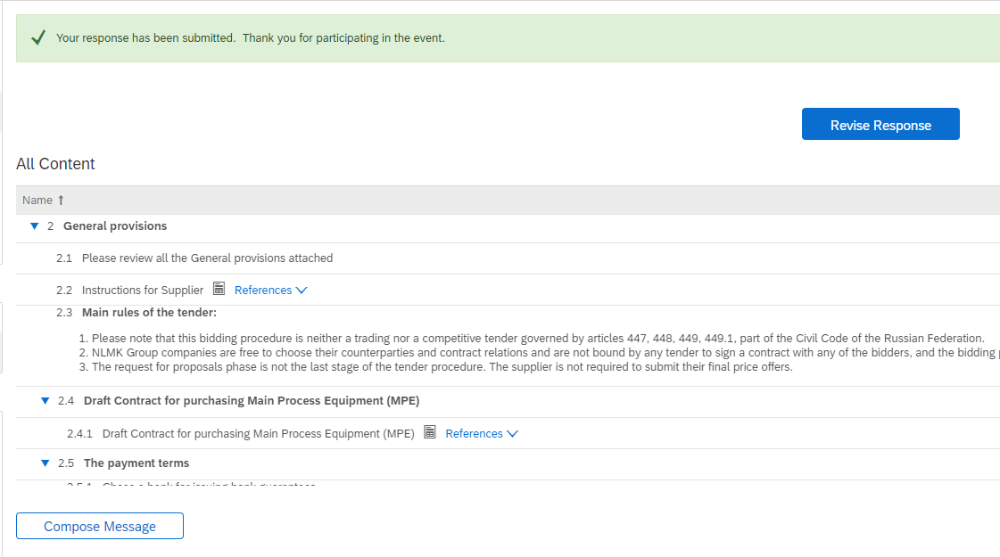 Your response has been submitted. Thank you for participating in the event.
Revise Response
All Content
Name ↑
2 General provisions
2.1 Please review all the General provisions attached
2.2 Instructions for Supplier References
2.3 Main rules of the tender:
1. Please note that this bidding procedure is neither a trading nor a competitive tender governed by articles 447, 448, 449, 449.1, part of the Civil Code of the Russian Federation.
2. NLMK Group companies are free to choose their counterparties and contract relations and are not bound by any tender to sign a contract with any of the bidders, and the bidding
3. The request for proposals phase is not the last stage of the tender procedure. The supplier is not required to submit their final price offers.
2.4 Draft Contract for purchasing Main Process Equipment (MPE)
2.4.1 Draft Contract for purchasing Main Process Equipment (MPE) References
2.5 The payment terms
Compose Message